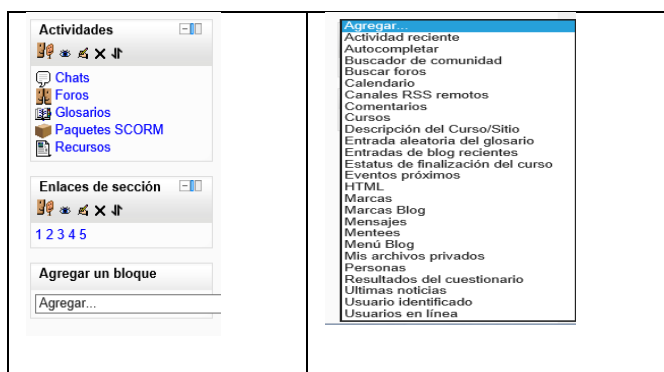 Actividades
Chats
Foros
Glosarios
Paquetes SCORM
Recursos
Enlaces de sección
1 2 3 4 5
Agregar un bloque
Agregar...
Agregar...
Actividad reciente
Autocompletar
Buscador de comunidad
Buscar foros
Calendario
Canales RSS remotos
Comentarios
Cursos
Descripción del Curso/Sitio
Entrada aleatoria del glosario
Entradas de blog recientes
Estatus de finalización del curso
Eventos próximos
HTML
Marcas
Marcas Blog
Mensajes
Mentees
Menú Blog
Mis archivos privados
Personas
Resultados del cuestionario
Ultimas noticias
Usuario identificado
Usuarios en línea